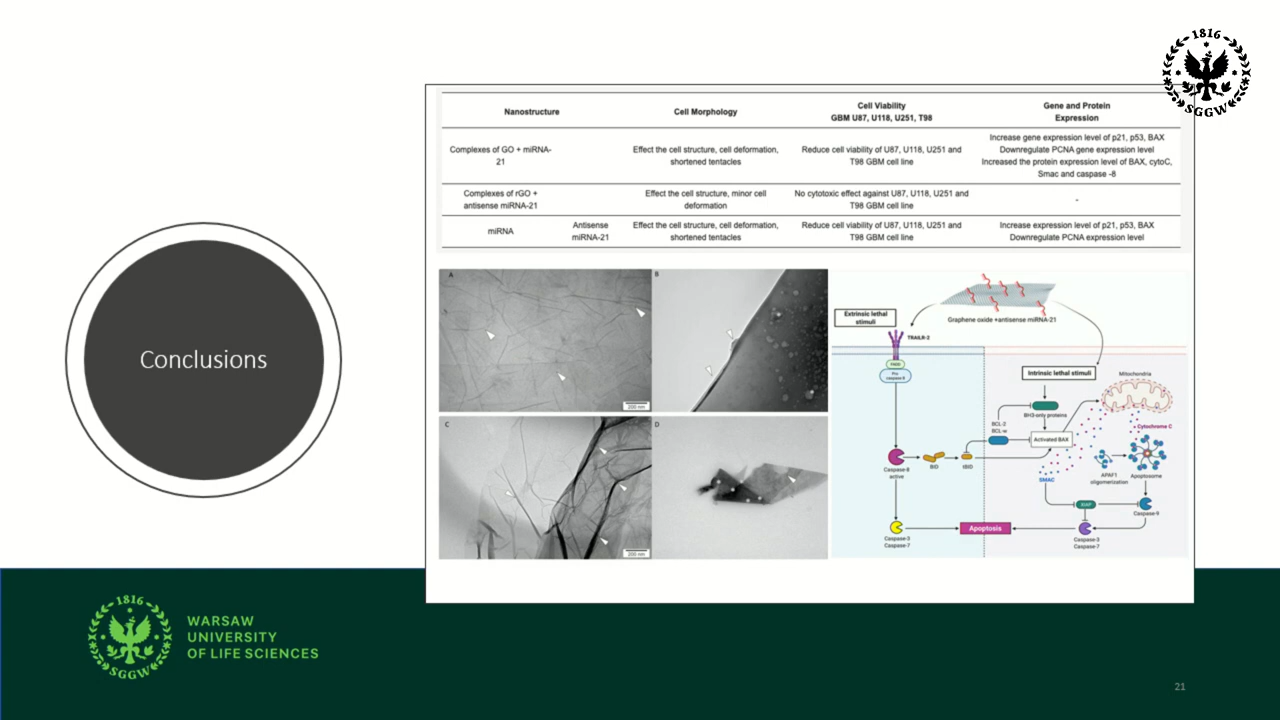 1816
SGGW
Nanostructure
Cell Morphology
Cell Viability
GBM U87, U118, U251, T98
Gene and Protein
Expression
Complexes of GO + miRNA-
21
Effect the cell structure, cell deformation,
shortened tentacles
Reduce cell viability of U87, U118, U251 and
T98 GBM cell line
Increase gene expression level of p21, p53, BAX
Downregulate PCNA gene expression level
Increased the protein expression level of BAX, cytoC,
Smac and caspase -8
Complexes of rGO +
antisense miRNA-21
Effect the cell structure, minor cell
deformation
No cytotoxic effect against U87, U118, U251 and
T98 GBM cell line
-
miRNA
Antisense
miRNA-21
Effect the cell structure, cell deformation,
shortened tentacles
Reduce cell viability of U87, U118, U251 and
T98 GBM cell line
Increase expression level of p21, p53, BAX
Downregulate PCNA expression level
Conclusions
A
200 nm
B
C
200 nm
D
Graphene oxide +antisense miRNA-21
Extrinsic lethal
stimuli
TRAILR-2
FADD
Pro
caspase-8
Intrinsic lethal stimuli
Mitochondria
BH3-only proteins
BCL-2
BCL-w
Activated BAX
Cytochrome C
Caspase-8
active
BID
tBID
SMAC
APAF1
oligomerization
Apoptosome
XIAP
Caspase-9
Caspase-3
Caspase-7
Apoptosis
Caspase-3
Caspase-7
1816
SGGW
WARSAW
UNIVERSITY
OF LIFE SCIENCES
21